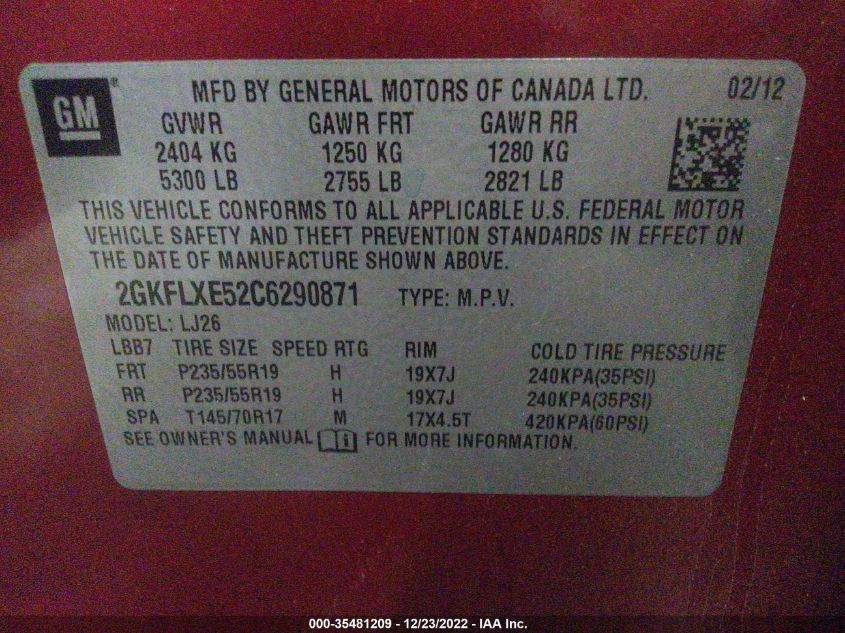 GM ® MFD BY GENERAL MOTORS OF CANADA LTD. 02/12
GVWR GAWR FRT GAWR RR
2404 KG 1250 KG 1280 KG
5300 LB 2755 LB 2821 LB
THIS VEHICLE CONFORMS TO ALL APPLICABLE U.S. FEDERAL MOTOR
VEHICLE SAFETY AND THEFT PREVENTION STANDARDS IN EFFECT ON
THE DATE OF MANUFACTURE SHOWN ABOVE.
2GKFLXE52C6290871 TYPE: M.P.V.
MODEL: LJ26
LBB7 TIRE SIZE SPEED RTG RIM COLD TIRE PRESSURE
FRT P235/55R19 H 19X7J 240KPA(35PSI)
RR P235/55R19 H 19X7J 240KPA(35PSI)
SPA T145/70R17 M 17X4.5T 420KPA(60PSI)
SEE OWNER'S MANUAL i FOR MORE INFORMATION.
000-35481209 - 12/23/2022 - IAA Inc.